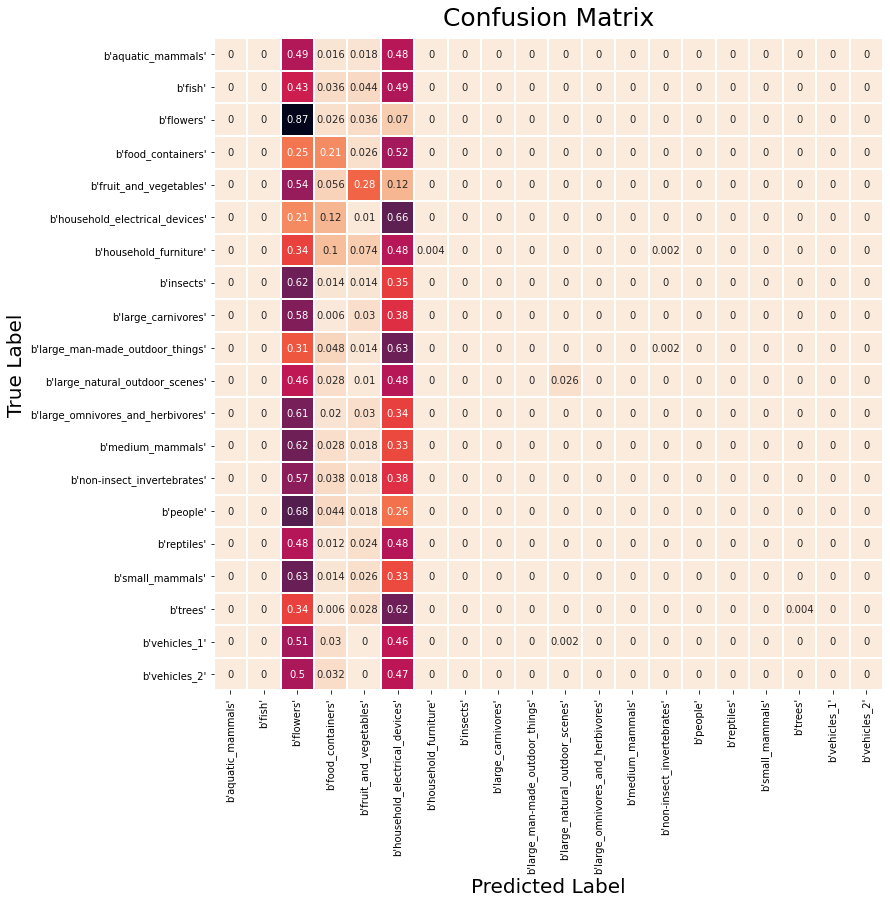 Confusion Matrix
True Label
b'aquatic_mammals' 0 0 0.49 0.016 0.018 0.48 0 0 0 0 0 0 0 0 0 0 0 0 0 0
b'fish' 0 0 0.43 0.036 0.044 0.49 0 0 0 0 0 0 0 0 0 0 0 0 0 0
b'flowers' 0 0 0.87 0.026 0.036 0.07 0 0 0 0 0 0 0 0 0 0 0 0 0 0
b'food_containers' 0 0 0.25 0.21 0.026 0.52 0 0 0 0 0 0 0 0 0 0 0 0 0 0
b'fruit_and_vegetables' 0 0 0.54 0.056 0.28 0.12 0 0 0 0 0 0 0 0 0 0 0 0 0 0
b'household_electrical_devices' 0 0 0.21 0.12 0.01 0.66 0 0 0 0 0 0 0 0 0 0 0 0 0 0
b'household_furniture' 0 0 0.34 0.1 0.074 0.48 0.004 0 0 0 0 0 0 0.002 0 0 0 0 0 0
b'insects' 0 0 0.62 0.014 0.014 0.35 0 0 0 0 0 0 0 0 0 0 0 0 0 0
b'large_carnivores' 0 0 0.58 0.006 0.03 0.38 0 0 0 0 0 0 0 0 0 0 0 0 0 0
b'large_man-made_outdoor_things' 0 0 0.31 0.048 0.014 0.63 0 0 0 0 0 0 0 0.002 0 0 0 0 0 0
b'large_natural_outdoor_scenes' 0 0 0.46 0.028 0.01 0.48 0 0 0 0 0.026 0 0 0 0 0 0 0 0 0
b'large_omnivores_and_herbivores' 0 0 0.61 0.02 0.03 0.34 0 0 0 0 0 0 0 0 0 0 0 0 0 0
b'medium_mammals' 0 0 0.62 0.028 0.018 0.33 0 0 0 0 0 0 0 0 0 0 0 0 0 0
b'non-insect_invertebrates' 0 0 0.57 0.038 0.018 0.38 0 0 0 0 0 0 0 0 0 0 0 0 0 0
b'people' 0 0 0.68 0.044 0.018 0.26 0 0 0 0 0 0 0 0 0 0 0 0 0 0
b'reptiles' 0 0 0.48 0.012 0.024 0.48 0 0 0 0 0 0 0 0 0 0 0 0 0 0
b'small_mammals' 0 0 0.63 0.014 0.026 0.33 0 0 0 0 0 0 0 0 0 0 0 0 0 0
b'trees' 0 0 0.34 0.006 0.028 0.62 0 0 0 0 0 0 0 0 0 0 0 0.004 0 0
b'vehicles_1' 0 0 0.51 0.03 0 0.46 0 0 0 0 0.002 0 0 0 0 0 0 0 0 0
b'vehicles_2' 0 0 0.5 0.032 0 0.47 0 0 0 0 0 0 0 0 0 0 0 0 0 0
b'aquatic_mammals'
b'fish'
b'flowers'
b'food_containers'
b'fruit_and_vegetables'
b'household_electrical_devices'
b'household_furniture'
b'insects'
b'large_carnivores'
b'large_man-made_outdoor_things'
b'large_natural_outdoor_scenes'
b'large_omnivores_and_herbivores'
b'medium_mammals'
b'non-insect_invertebrates'
b'people'
b'reptiles'
b'small_mammals'
b'trees'
b'vehicles_1'
b'vehicles_2'
Predicted Label